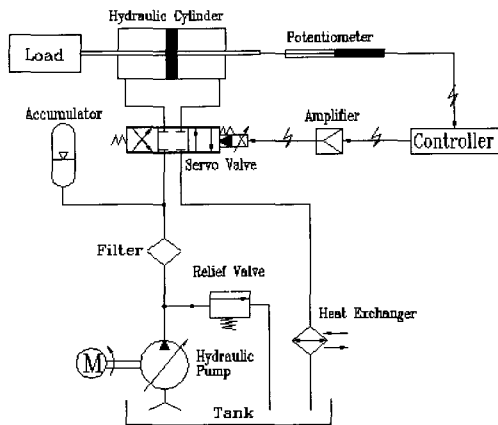 Hydraulic Cylinder
Load
Potentiometer
Accumulator
Amplifier
Controller
Servo Valve
Filter
Relief Valve
Heat Exchanger
M
Hydraulic
Pump
Tank